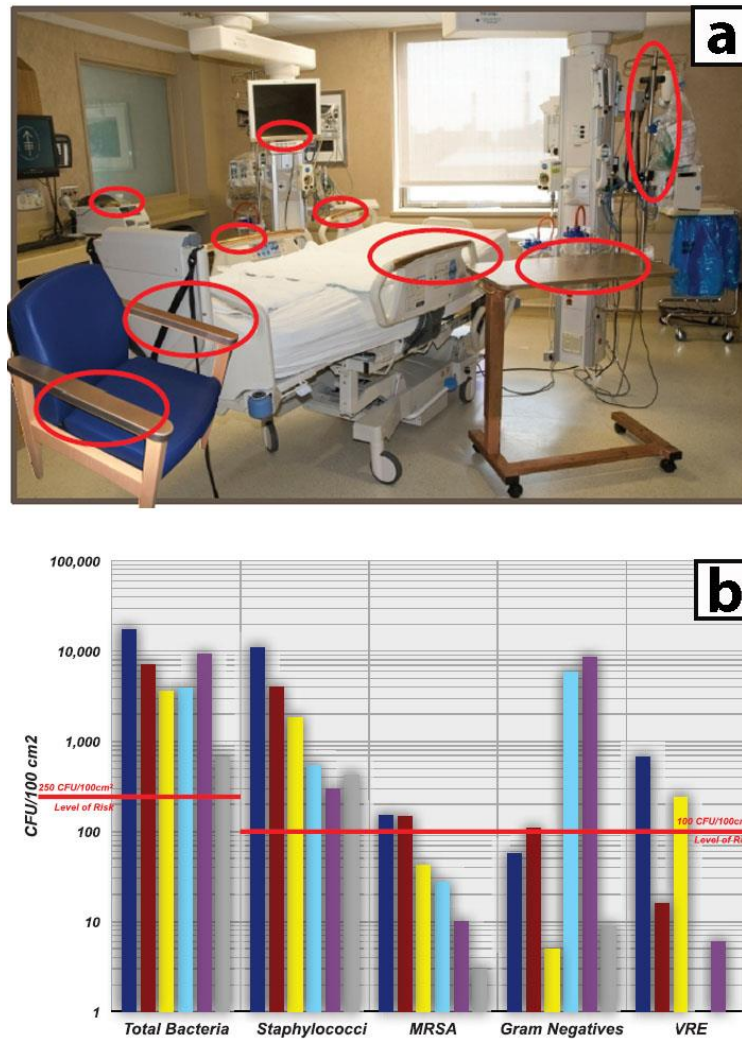 a
b
100,000
10,000
1,000
100
10
1
CFU/100 cm2
250 CFU/100cm²
Level of Risk
100 CFU/100cm
Level of Ri
Total Bacteria
Staphylococci
MRSA
Gram Negatives
VRE